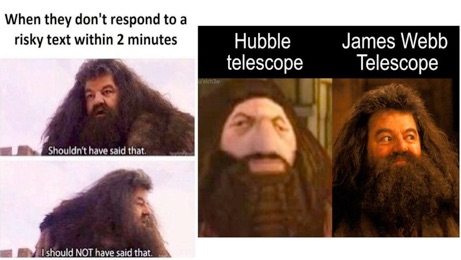 When they don't respond to a
risky text within 2 minutes
Shouldn't have said that.
I should NOT have said that.
Hubble
telescope
James Webb
Telescope